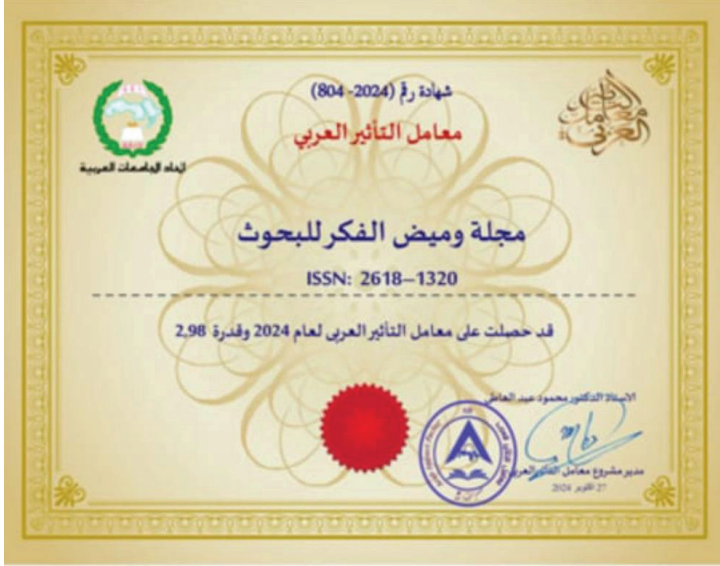 شهادة رقم (2024- 804)
معامل التأثير العربي
اتحاد الجامعات العربية
مجلة وميض الفكر للبحوث
ISSN: 2618–1320
قد حصلت على معامل التأثير العربي لعام 2024 وقدرة 2,98
الاستاذ الدكتور محمود عبد العاطي
مدير مشروع معامل التأثير العربي
27 اكتوبر 2024